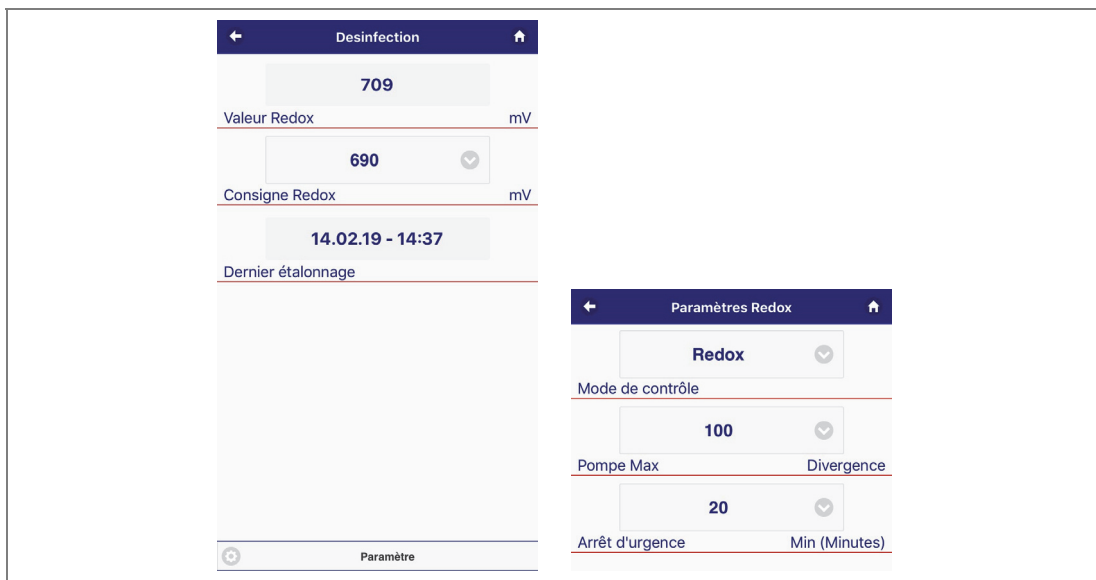 Desinfection
709
Valeur Redox mV
690
Consigne Redox mV
14.02.19 - 14:37
Dernier étalonnage
Paramètre
Paramètres Redox
Redox
Mode de contrôle
100
Pompe Max Divergence
20
Arrêt d'urgence Min (Minutes)